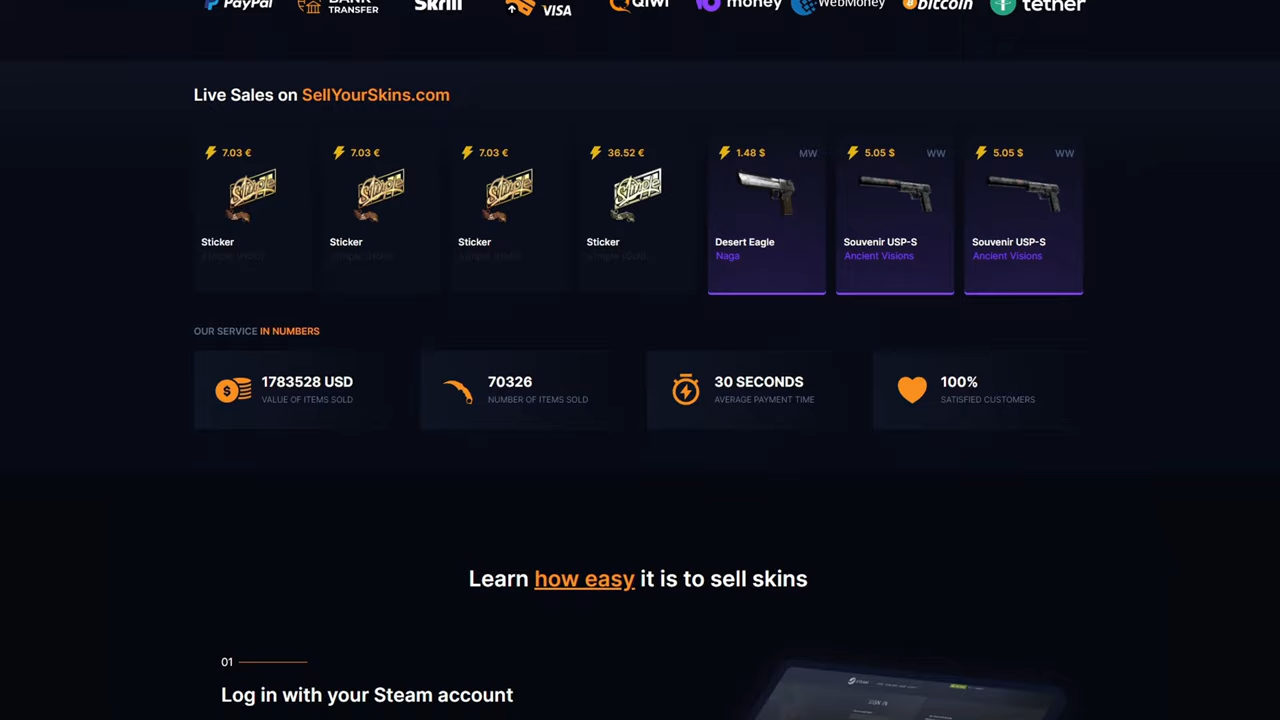 PayPal
BANK
TRANSFER
Skrill
VISA
QIWI
money
WebMoney
bitcoin
tether
Live Sales on SellYourSkins.com
7.03 €
7.03 €
7.03 €
36.52 €
1.48 $ MW
5.05 $ WW
5.05 $ WW
Sticker
Sticker
Sticker
Sticker
Desert Eagle
Naga
Souvenir USP-S
Ancient Visions
Souvenir USP-S
Ancient Visions
OUR SERVICE IN NUMBERS
1783528 USD
VALUE OF ITEMS SOLD
70326
NUMBER OF ITEMS SOLD
30 SECONDS
AVERAGE PAYMENT TIME
100%
SATISFIED CUSTOMERS
Learn how easy it is to sell skins
01
Log in with your Steam account
SIGN IN